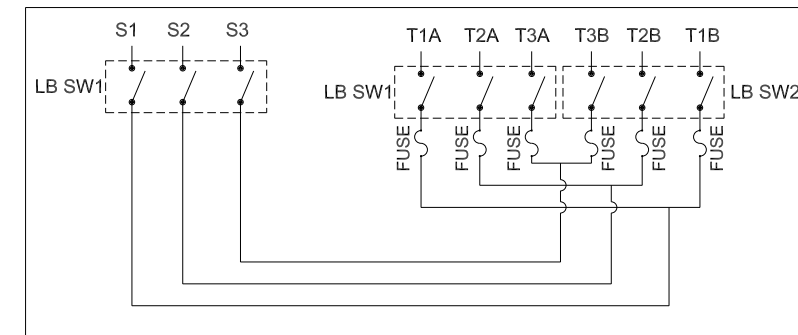 S1 S2 S3
T1A T2A T3A T3B T2B T1B
LB SW1
LB SW1
LB SW2
FUSE FUSE FUSE FUSE FUSE FUSE